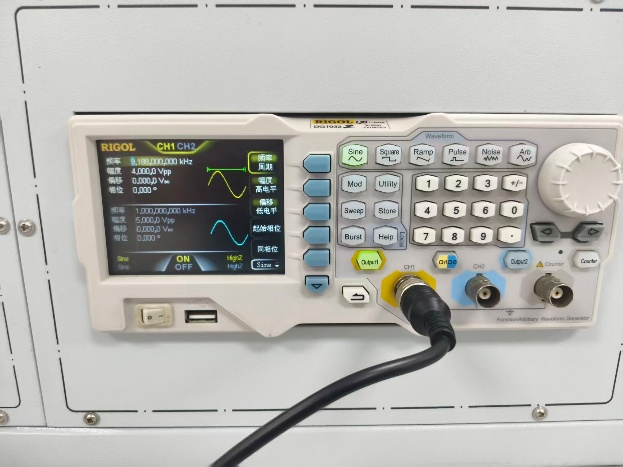 RIGOL
DG1032 Z
RIGOL CH1 CH2
频率 9.188,000,000 kHz
幅度 4.000,0 Vpp
偏移 0.000,0 VDC
相位 0.000 °
频率 1.000,000,000 kHz
幅度 5.000,0 Vpp
偏移 0.000,0 VDC
相位 0.000 °
频率
周期
幅度
高电平
偏移
低电平
起始相位
同相位
Sine ON HighZ
Sine OFF HighZ
Sine
Waveform
Sine Square Ramp Pulse Noise Arb
Mod Utility 1 2 3 +/-
Sweep Store 4 5 6 0
Burst Help 7 8 9 .
Output1 Output2 Counter
CH1 CH2 Counter
Function/Arbitrary Waveform Generator